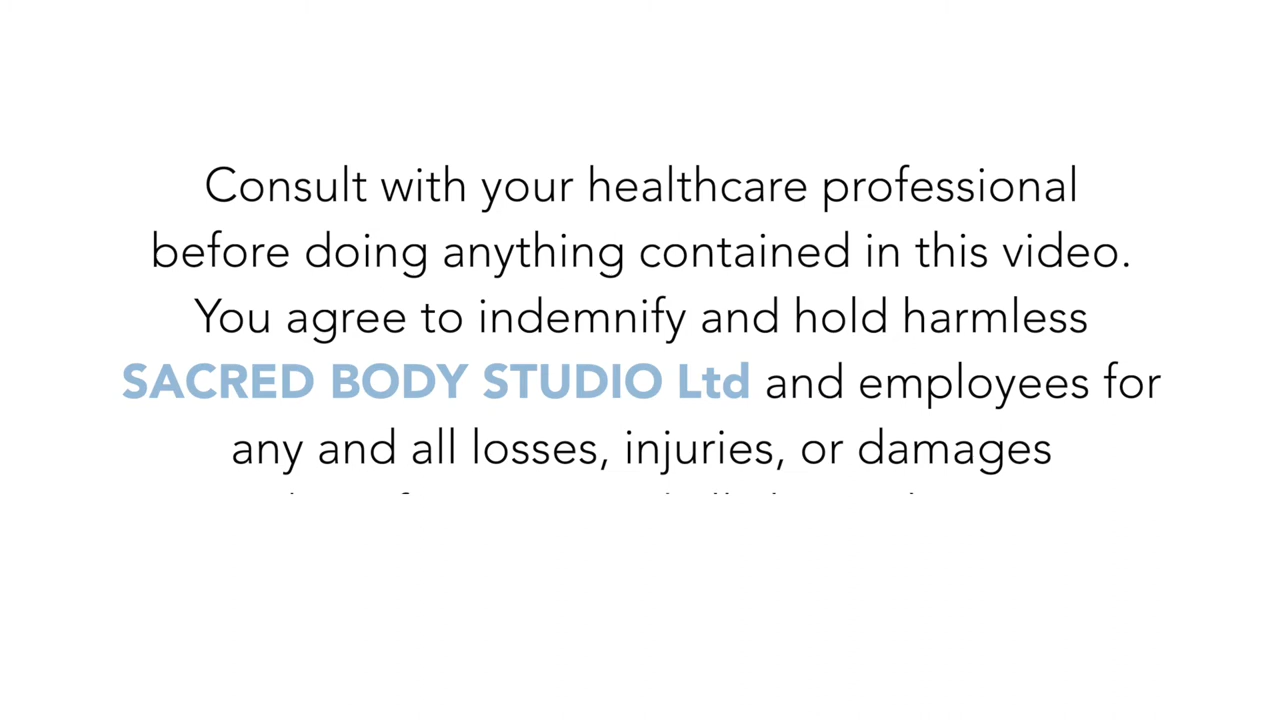 Consult with your healthcare professional
before doing anything contained in this video.
You agree to indemnify and hold harmless
SACRED BODY STUDIO Ltd and employees for
any and all losses, injuries, or damages